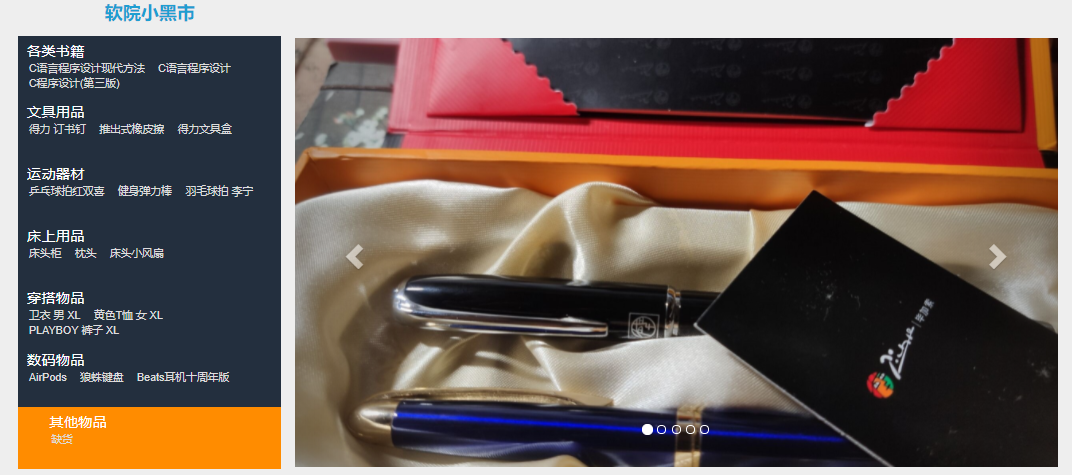 软院小黑市
各类书籍
C语言程序设计现代方法 C语言程序设计
C程序设计(第三版)
文具用品
得力 订书钉 推出式橡皮擦 得力文具盒
运动器材
乒乓球拍红双喜 健身弹力棒 羽毛球拍 李宁
床上用品
床头柜 枕头 床头小风扇
穿搭物品
卫衣 男 XL 黄色T恤 女 XL
PLAYBOY 裤子 XL
数码物品
AirPods 狼蛛键盘 Beats耳机十周年版
其他物品
缺货
Picasso 毕加索